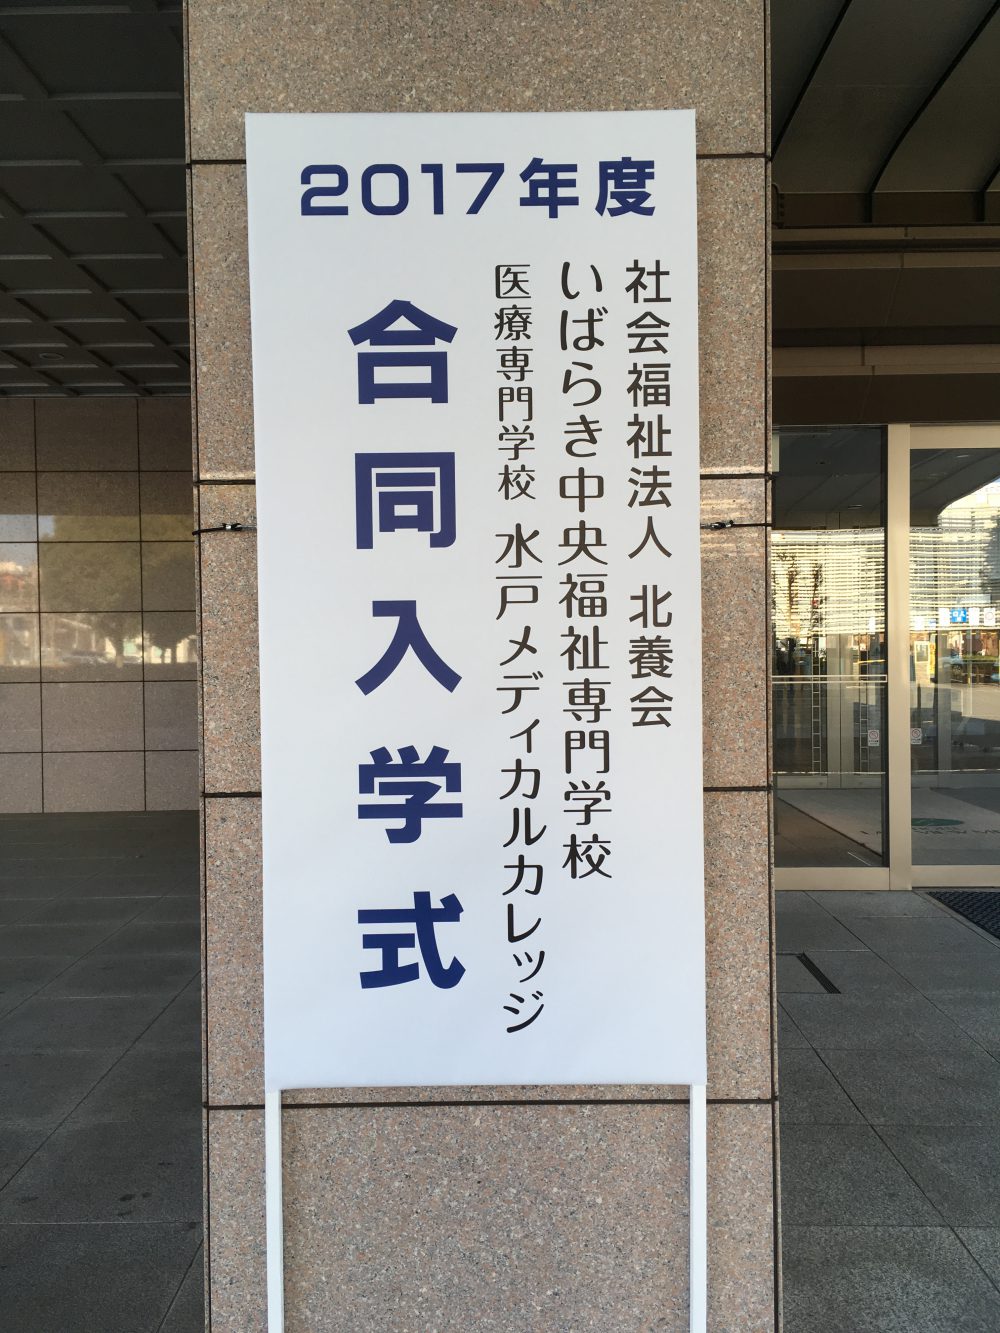 2017年度
社会福祉法人 北養会
いばらき中央福祉専門学校
医療専門学校 水戸メディカルカレッジ
合同入学式